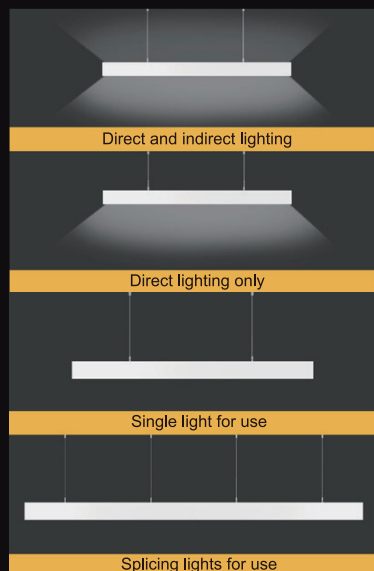 Direct and indirect lighting
Direct lighting only
Single light for use
Splicing lights for use